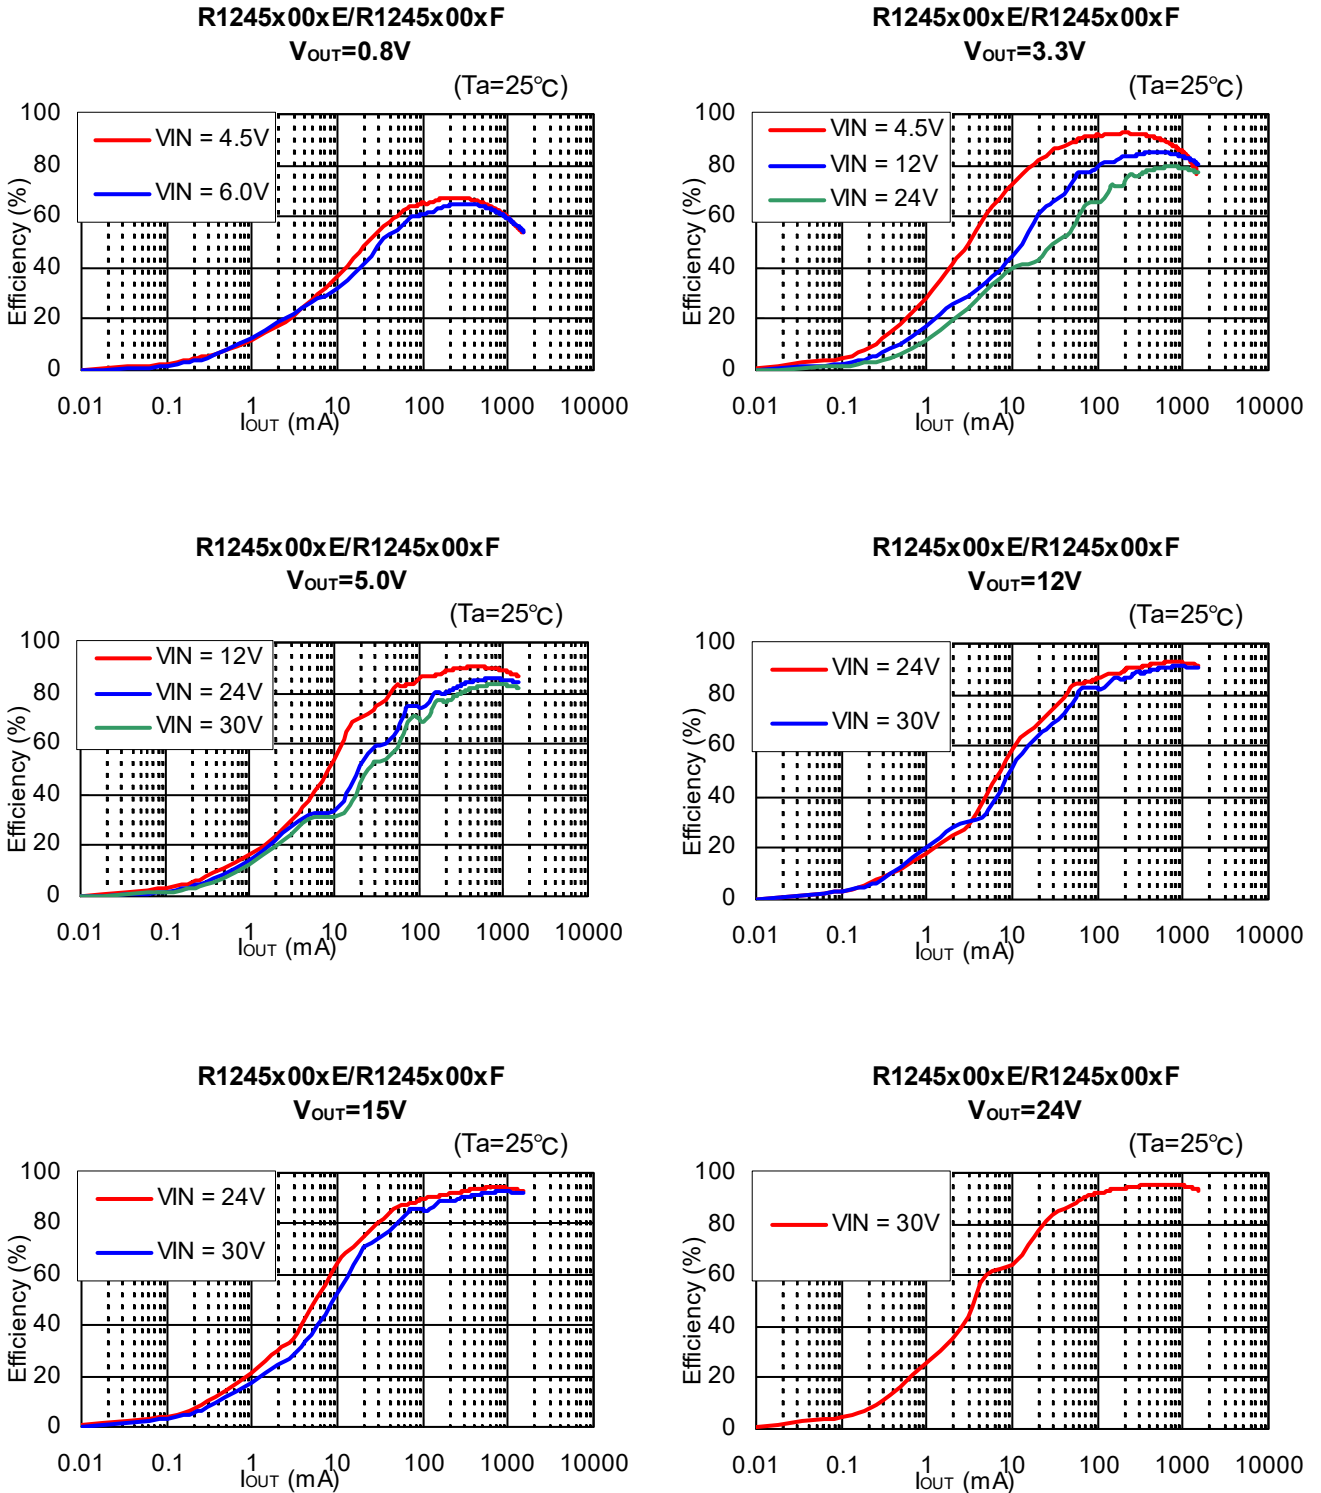 R1245x00xE/R1245x00xF
VOUT=0.8V
(Ta=25℃)
Efficiency (%)
100
80
60
40
20
0
VIN = 4.5V
VIN = 6.0V
0.01 0.1 1 10 100 1000 10000
IOUT (mA)
R1245x00xE/R1245x00xF
VOUT=3.3V
(Ta=25℃)
Efficiency (%)
100
80
60
40
20
0
VIN = 4.5V
VIN = 12V
VIN = 24V
0.01 0.1 1 10 100 1000 10000
IOUT (mA)
R1245x00xE/R1245x00xF
VOUT=5.0V
(Ta=25℃)
Efficiency (%)
100
80
60
40
20
0
VIN = 12V
VIN = 24V
VIN = 30V
0.01 0.1 1 10 100 1000 10000
IOUT (mA)
R1245x00xE/R1245x00xF
VOUT=12V
(Ta=25℃)
Efficiency (%)
100
80
60
40
20
0
VIN = 24V
VIN = 30V
0.01 0.1 1 10 100 1000 10000
IOUT (mA)
R1245x00xE/R1245x00xF
VOUT=15V
(Ta=25℃)
Efficiency (%)
100
80
60
40
20
0
VIN = 24V
VIN = 30V
0.01 0.1 1 10 100 1000 10000
IOUT (mA)
R1245x00xE/R1245x00xF
VOUT=24V
(Ta=25℃)
Efficiency (%)
100
80
60
40
20
0
VIN = 30V
0.01 0.1 1 10 100 1000 10000
IOUT (mA)